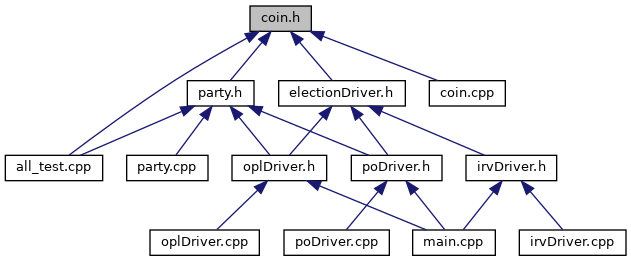 coin.h
party.h
electionDriver.h
coin.cpp
all_test.cpp
party.cpp
oplDriver.h
poDriver.h
irvDriver.h
oplDriver.cpp
poDriver.cpp
main.cpp
irvDriver.cpp